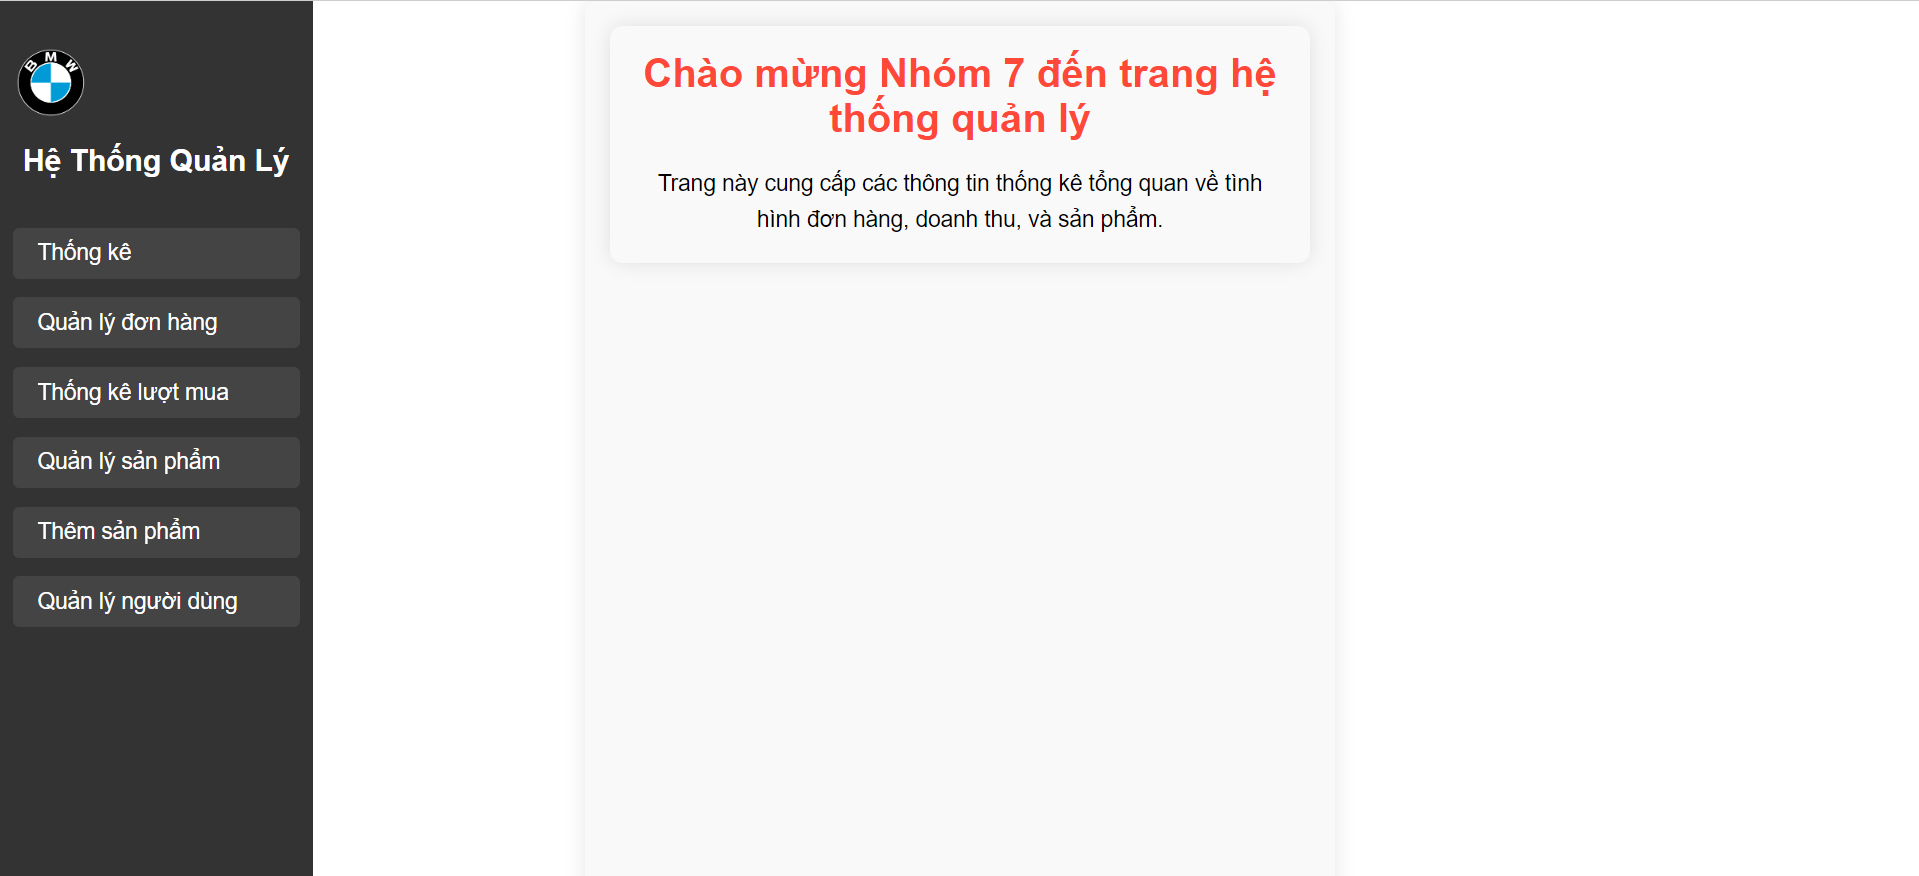 BMW
Hệ Thống Quản Lý
Thống kê
Quản lý đơn hàng
Thống kê lượt mua
Quản lý sản phẩm
Thêm sản phẩm
Quản lý người dùng
Chào mừng Nhóm 7 đến trang hệ
thống quản lý
Trang này cung cấp các thông tin thống kê tổng quan về tình
hình đơn hàng, doanh thu, và sản phẩm.